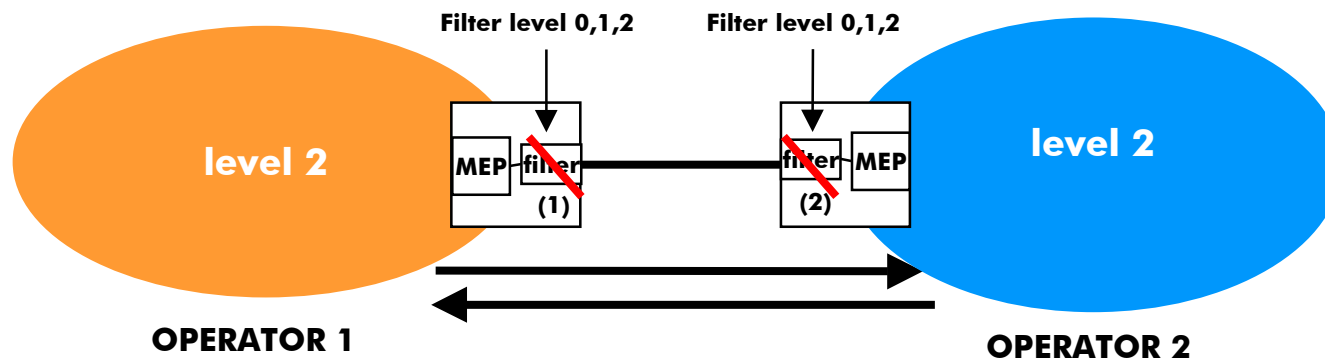 Filter level 0,1,2
Filter level 0,1,2
level 2
level 2
MEP
filter
(1)
filter
MEP
(2)
OPERATOR 1
OPERATOR 2